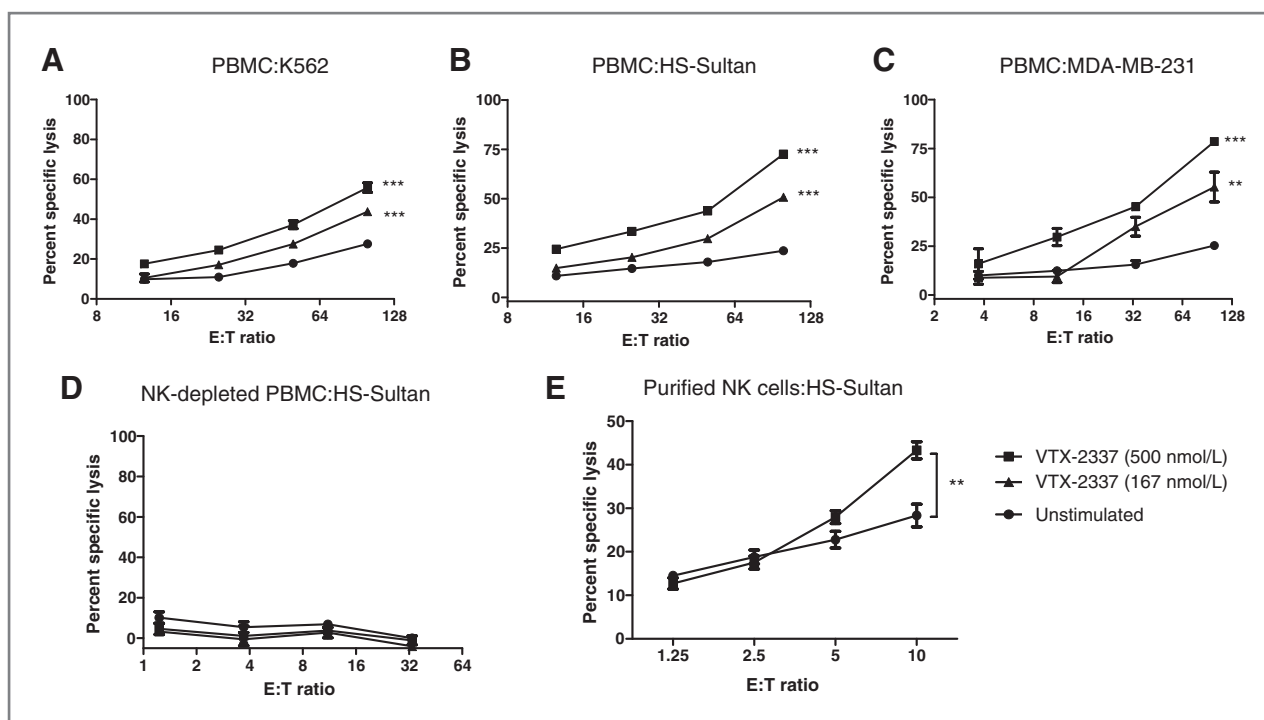 A
PBMC:K562
Percent specific lysis
100
80
60
40
20
0
***
***
8
16
32
64
128
E:T ratio
B
PBMC:HS-Sultan
Percent specific lysis
100
75
50
25
0
***
***
8
16
32
64
128
E:T ratio
C
PBMC:MDA-MB-231
Percent specific lysis
100
75
50
25
0
***
**
2
4
8
16
32
64
128
E:T ratio
D
NK-depleted PBMC:HS-Sultan
Percent specific lysis
100
80
60
40
20
0
1
2
4
8
16
32
64
E:T ratio
E
Purified NK cells:HS-Sultan
Percent specific lysis
50
40
30
20
10
0
**
1.25
2.5
5
10
E:T ratio
VTX-2337 (500 nmol/L)
VTX-2337 (167 nmol/L)
Unstimulated